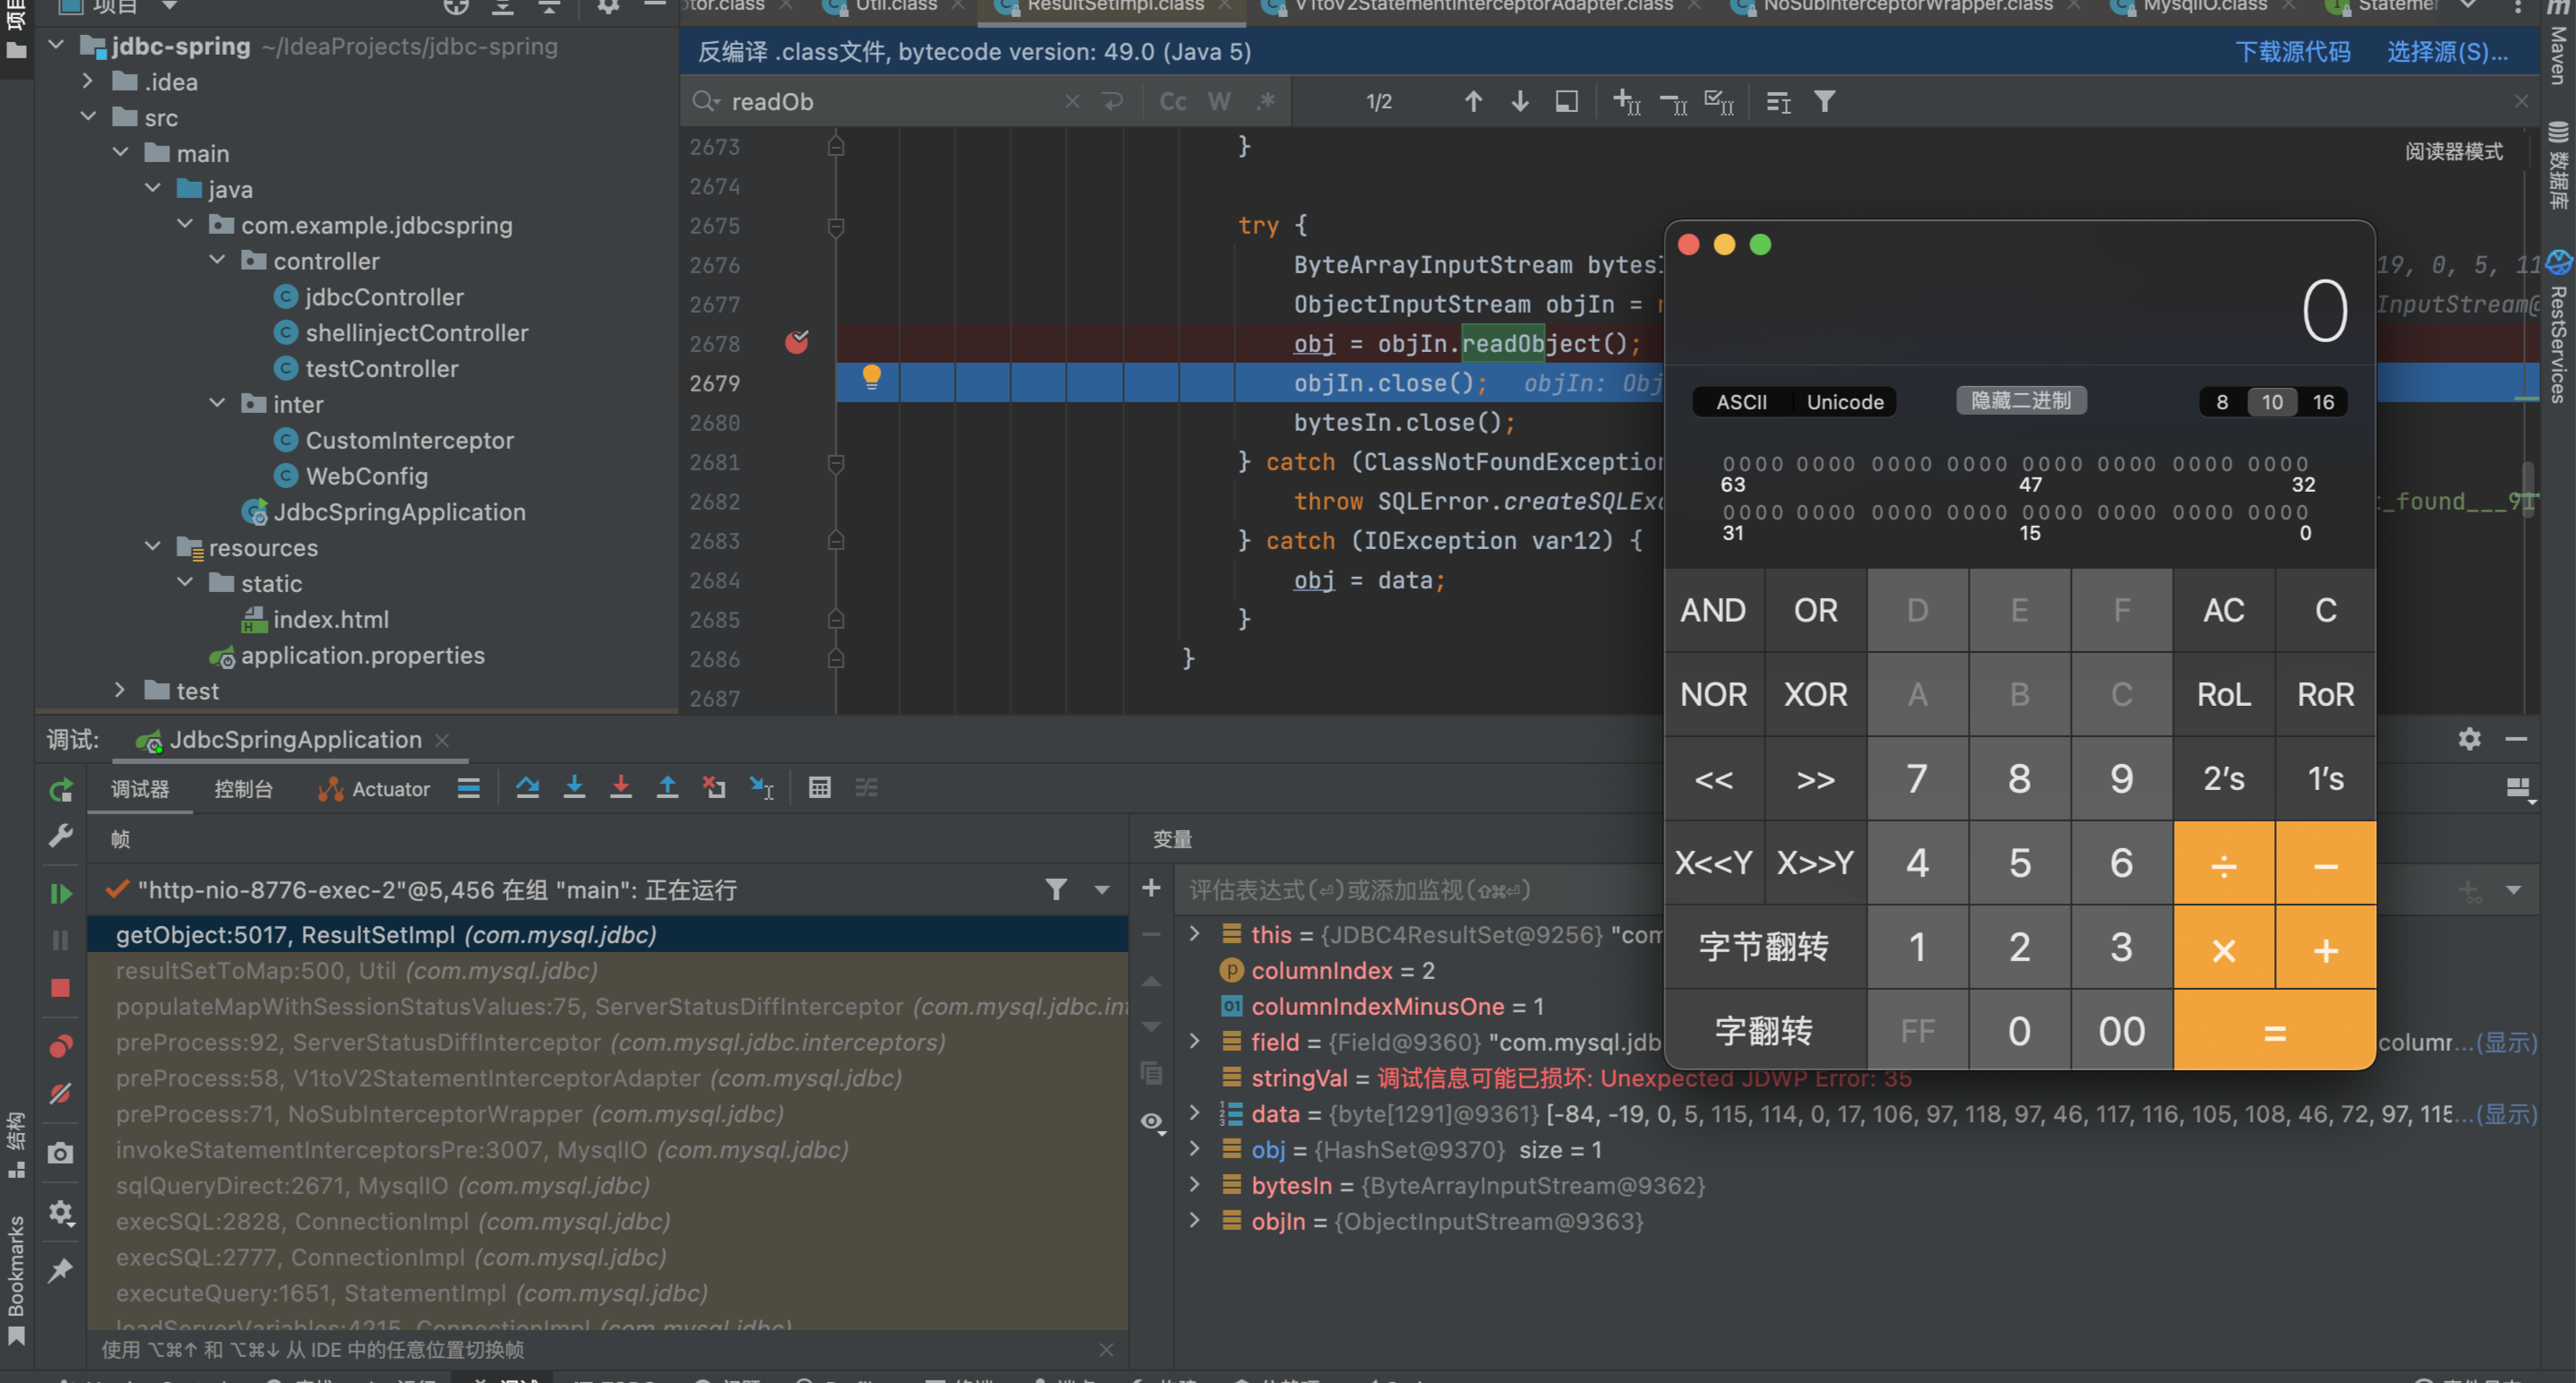 项目
ptor.class
Util.class
ResultSetImpl.class
V1toV2StatementInterceptorAdapter.class
NoSubInterceptorWrapper.class
MysqlIO.class
项目
jdbc-spring ~/IdeaProjects/jdbc-spring
.idea
src
main
java
com.example.jdbcspring
controller
jdbcController
shellinjectController
testController
inter
CustomInterceptor
WebConfig
JdbcSpringApplication
resources
static
index.html
application.properties
test
反编译 .class文件, bytecode version: 49.0 (Java 5)
下载源代码 选择源(S)...
readOb
Cc W .*
1/2
阅读器模式
2673 }
2674
2675 try {
2676 ByteArrayInputStream bytesI 19, 0, 5, 11
2677 ObjectInputStream objIn = n InputStream@
2678 obj = objIn.readObject();
2679 objIn.close(); objIn: Obj
2680 bytesIn.close();
2681 } catch (ClassNotFoundException
2682 throw SQLError.createSQLExc t_found___91
2683 } catch (IOException var12) {
2684 obj = data;
2685 }
2686 }
2687
Maven
数据库
RestServices
0
ASCII Unicode
隐藏二进制
8 10 16
0000 0000 0000 0000 0000 0000 0000 0000
63 47 32
0000 0000 0000 0000 0000 0000 0000 0000
31 15 0
AND OR D E F AC C
NOR XOR A B C RoL RoR
<< >> 7 8 9 2's 1's
X<<Y X>>Y 4 5 6 ÷ −
字节翻转 1 2 3 × +
字翻转 FF 0 00 =
调试: JdbcSpringApplication
调试器 控制台 Actuator
帧
"http-nio-8776-exec-2"@5,456 在组 "main": 正在运行
getObject:5017, ResultSetImpl (com.mysql.jdbc)
resultSetToMap:500, Util (com.mysql.jdbc)
populateMapWithSessionStatusValues:75, ServerStatusDiffInterceptor (com.mysql.jdbc.int
preProcess:92, ServerStatusDiffInterceptor (com.mysql.jdbc.interceptors)
preProcess:58, V1toV2StatementInterceptorAdapter (com.mysql.jdbc)
preProcess:71, NoSubInterceptorWrapper (com.mysql.jdbc)
invokeStatementInterceptorsPre:3007, MysqlIO (com.mysql.jdbc)
sqlQueryDirect:2671, MysqlIO (com.mysql.jdbc)
execSQL:2828, ConnectionImpl (com.mysql.jdbc)
execSQL:2777, ConnectionImpl (com.mysql.jdbc)
executeQuery:1651, StatementImpl (com.mysql.jdbc)
loadServerVariables:4215, ConnectionImpl (com.mysql.jdbc)
使用 ⌥⌘↑ 和 ⌥⌘↓ 从 IDE 中的任意位置切换帧
变量
评估表达式(⏎)或添加监视(⇧⌘⏎)
this = {JDBC4ResultSet@9256} "com
columnIndex = 2
columnIndexMinusOne = 1
field = {Field@9360} "com.mysql.jdb columr...(显示)
stringVal = 调试信息可能已损坏: Unexpected JDWP Error: 35
data = {byte[1291]@9361} [-84, -19, 0, 5, 115, 114, 0, 17, 106, 97, 118, 97, 46, 117, 116, 105, 108, 46, 72, 97, 115...(显示)
obj = {HashSet@9370} size = 1
bytesIn = {ByteArrayInputStream@9362}
objIn = {ObjectInputStream@9363}
结构
Bookmarks